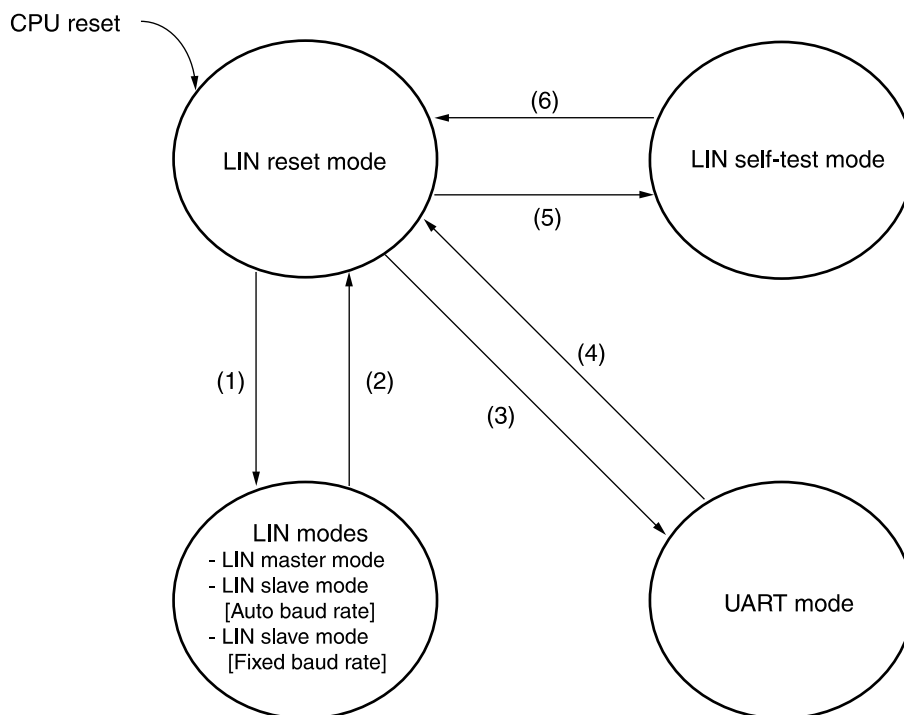 CPU reset
LIN reset mode
(6)
LIN self-test mode
(5)
(1)
(2)
(3)
(4)
LIN modes
- LIN master mode
- LIN slave mode
[Auto baud rate]
- LIN slave mode
[Fixed baud rate]
UART mode